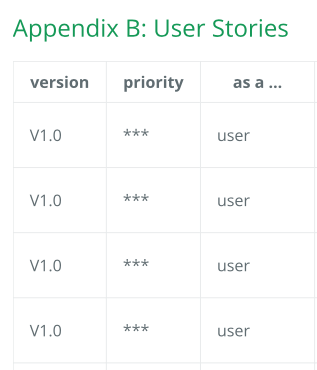 Appendix B: User Stories
version priority as a ...
V1.0 *** user
V1.0 *** user
V1.0 *** user
V1.0 *** user